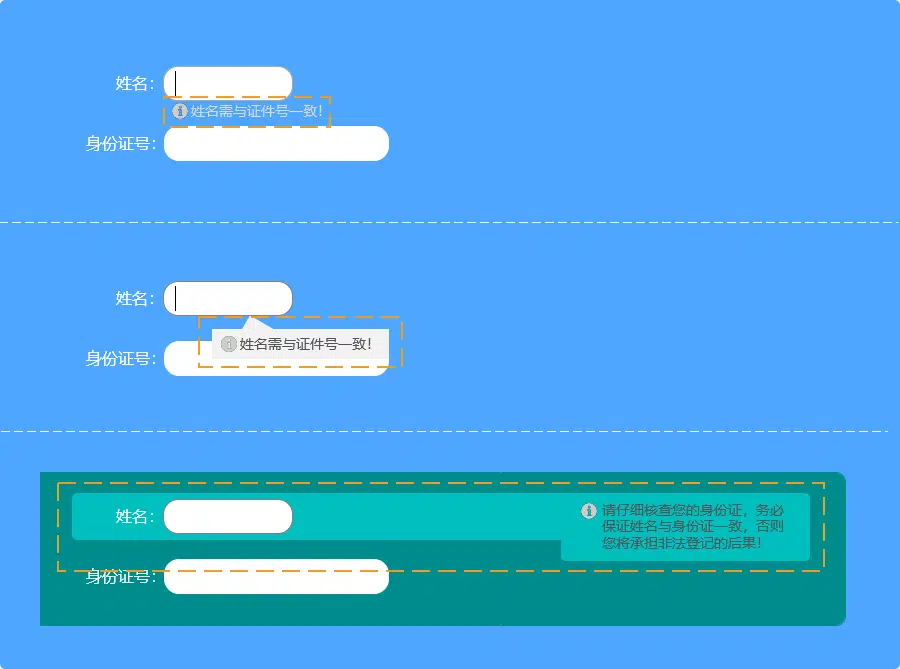 姓名：
姓名需与证件号一致！
身份证号：
姓名：
姓名需与证件号一致！
身份证号：
姓名：
请仔细核查您的身份证，务必
保证姓名与身份证一致，否则
您将承担非法登记的后果！
身份证号：